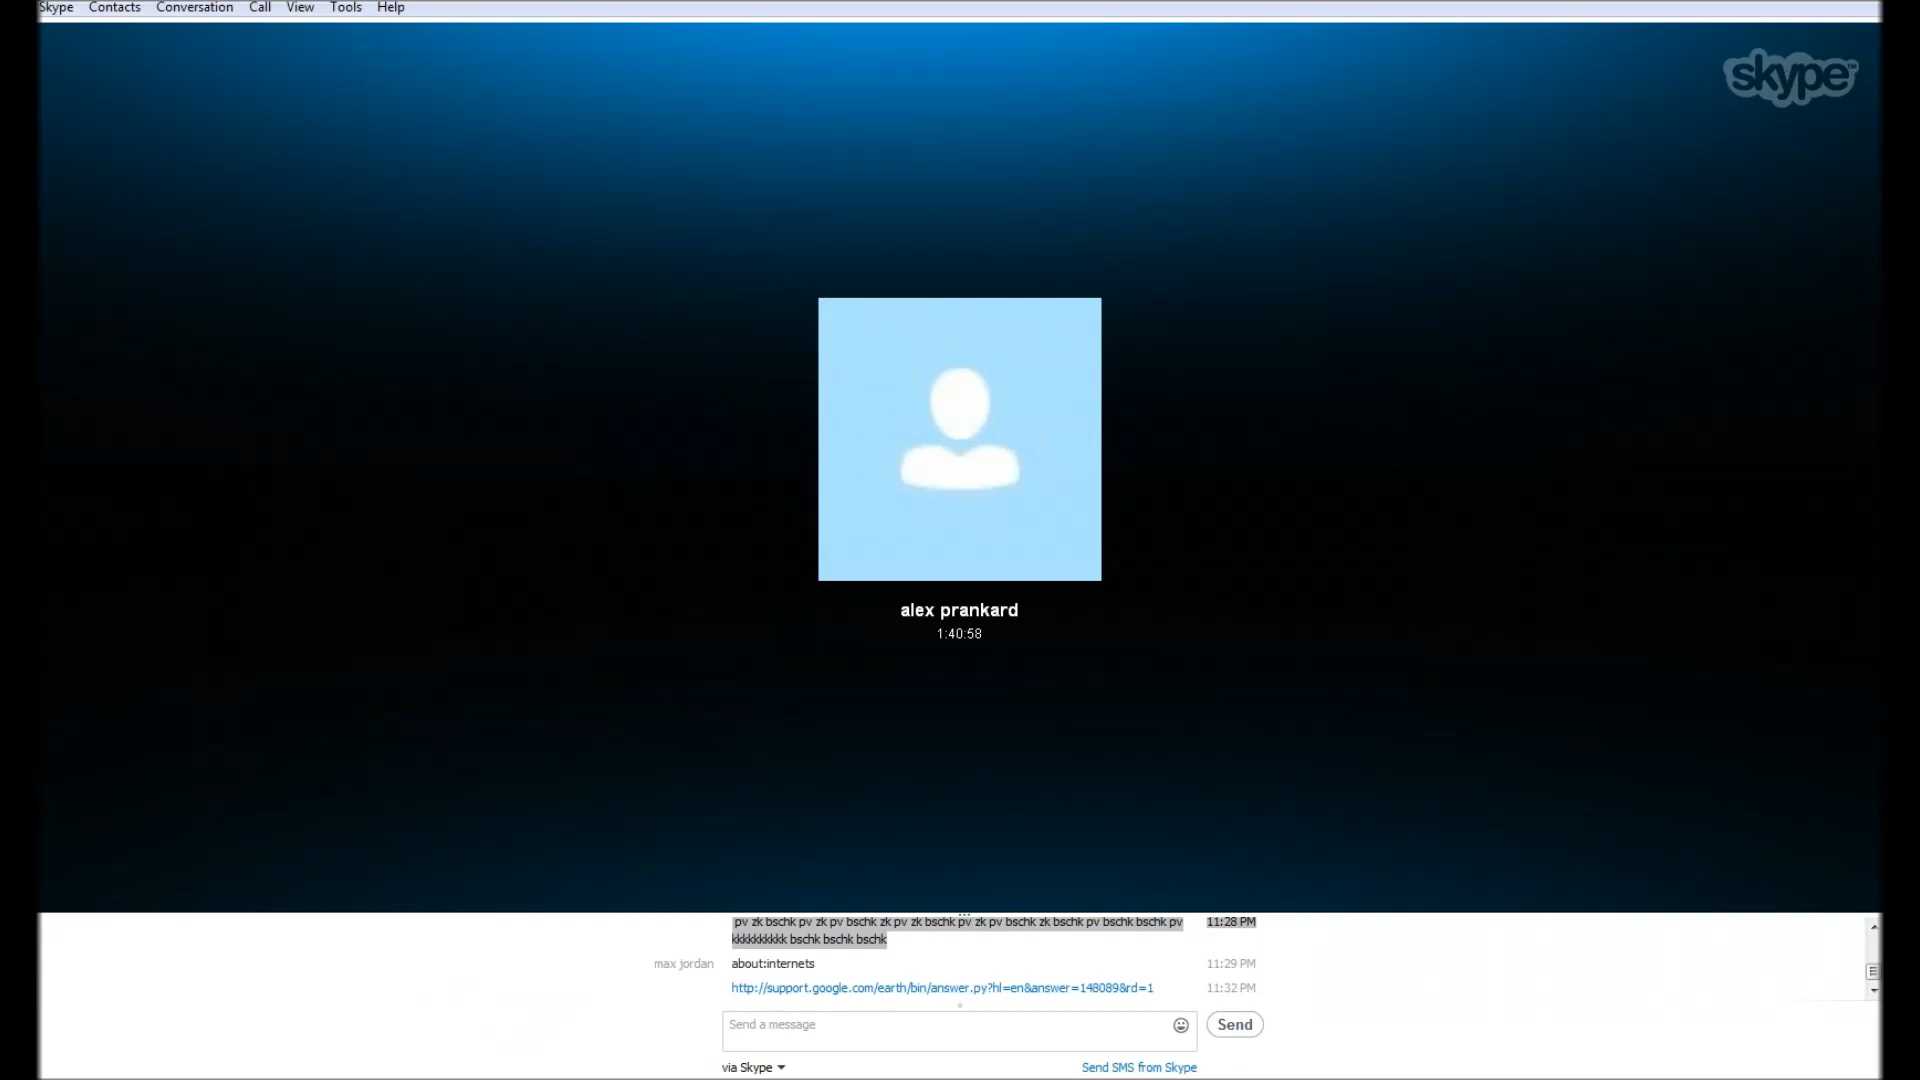 Skype Contacts Conversation Call View Tools Help
skype™
alex prankard
1:40:58
pv zk bschk pv zk pv bschk zk pv zk bschk pv zk pv bschk zk bschk pv bschk bschk pv 11:28 PM
kkkkkkkkkk bschk bschk bschk
max jordan about:internets 11:29 PM
http://support.google.com/earth/bin/answer.py?hl=en&answer=148089&rd=1 11:32 PM
Send a message Send
via Skype Send SMS from Skype